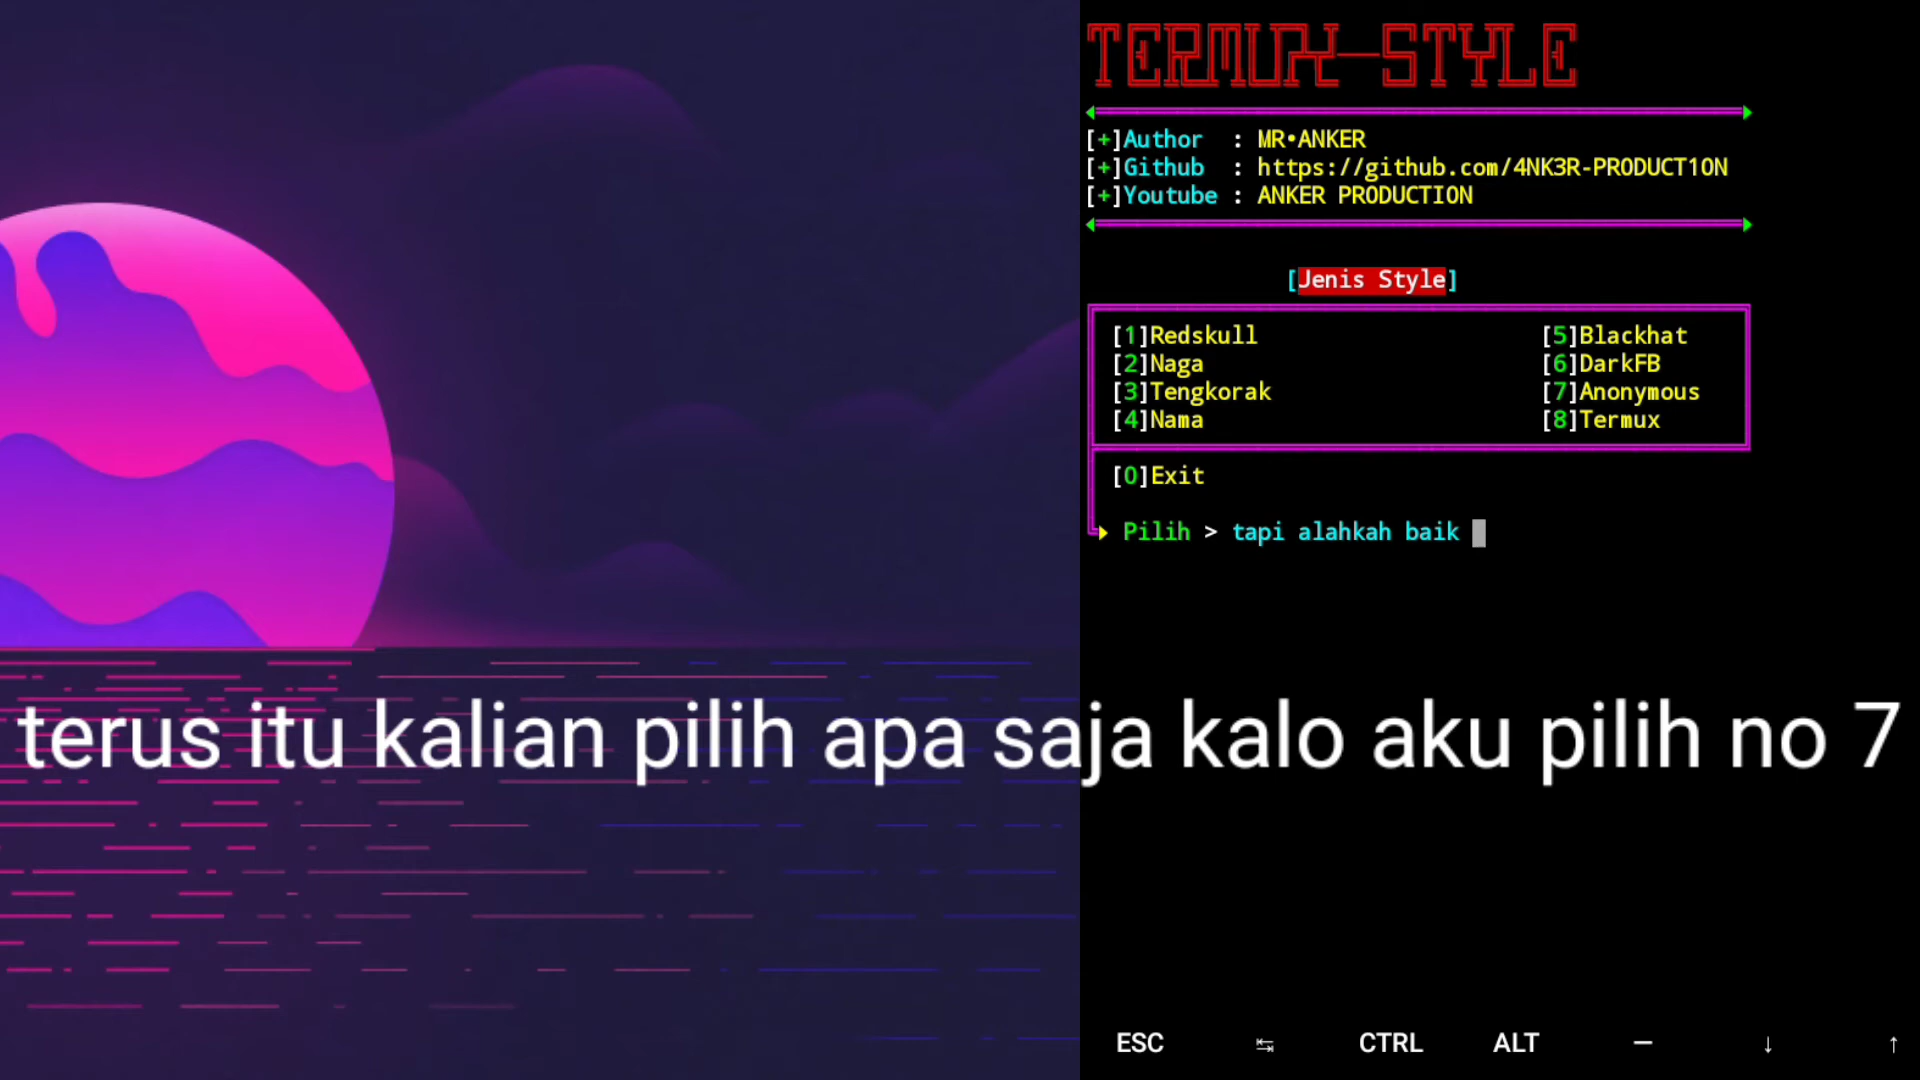 TERMUX-STYLE
[+]Author : MR•ANKER
[+]Github : https://github.com/4NK3R-PR0DUCT10N
[+]Youtube : ANKER PRODUCTION
[Jenis Style]
[1]Redskull [5]Blackhat
[2]Naga [6]DarkFB
[3]Tengkorak [7]Anonymous
[4]Nama [8]Termux
[0]Exit
Pilih > tapi alahkah baik
terus itu kalian pilih apa saja kalo aku pilih no 7
ESC ↹ CTRL ALT — ↓ ↑